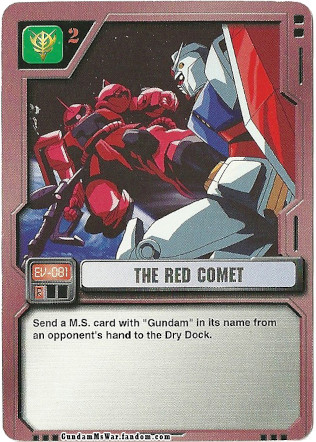 2
EV-081
R
THE RED COMET
Send a M.S. card with "Gundam" in its name from
an opponent's hand to the Dry Dock.
GundamMsWar.fandom.com